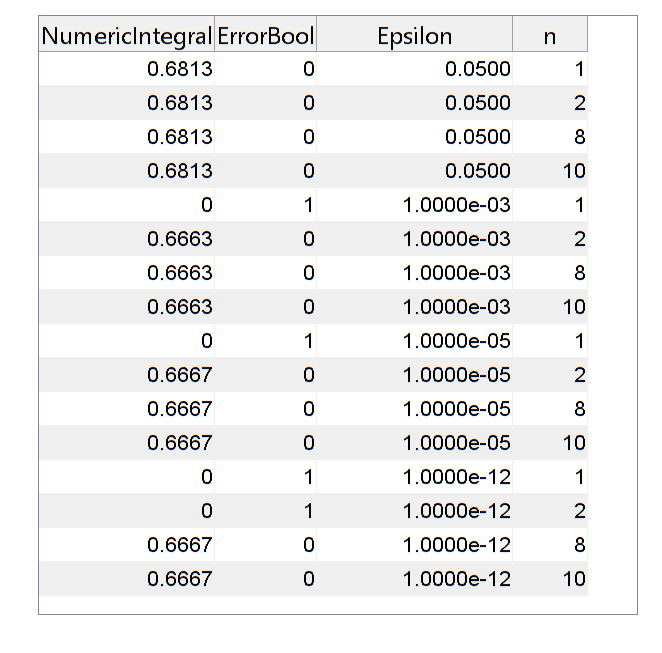 NumericIntegral ErrorBool Epsilon n
0.6813 0 0.0500 1
0.6813 0 0.0500 2
0.6813 0 0.0500 8
0.6813 0 0.0500 10
0 1 1.0000e-03 1
0.6663 0 1.0000e-03 2
0.6663 0 1.0000e-03 8
0.6663 0 1.0000e-03 10
0 1 1.0000e-05 1
0.6667 0 1.0000e-05 2
0.6667 0 1.0000e-05 8
0.6667 0 1.0000e-05 10
0 1 1.0000e-12 1
0 1 1.0000e-12 2
0.6667 0 1.0000e-12 8
0.6667 0 1.0000e-12 10